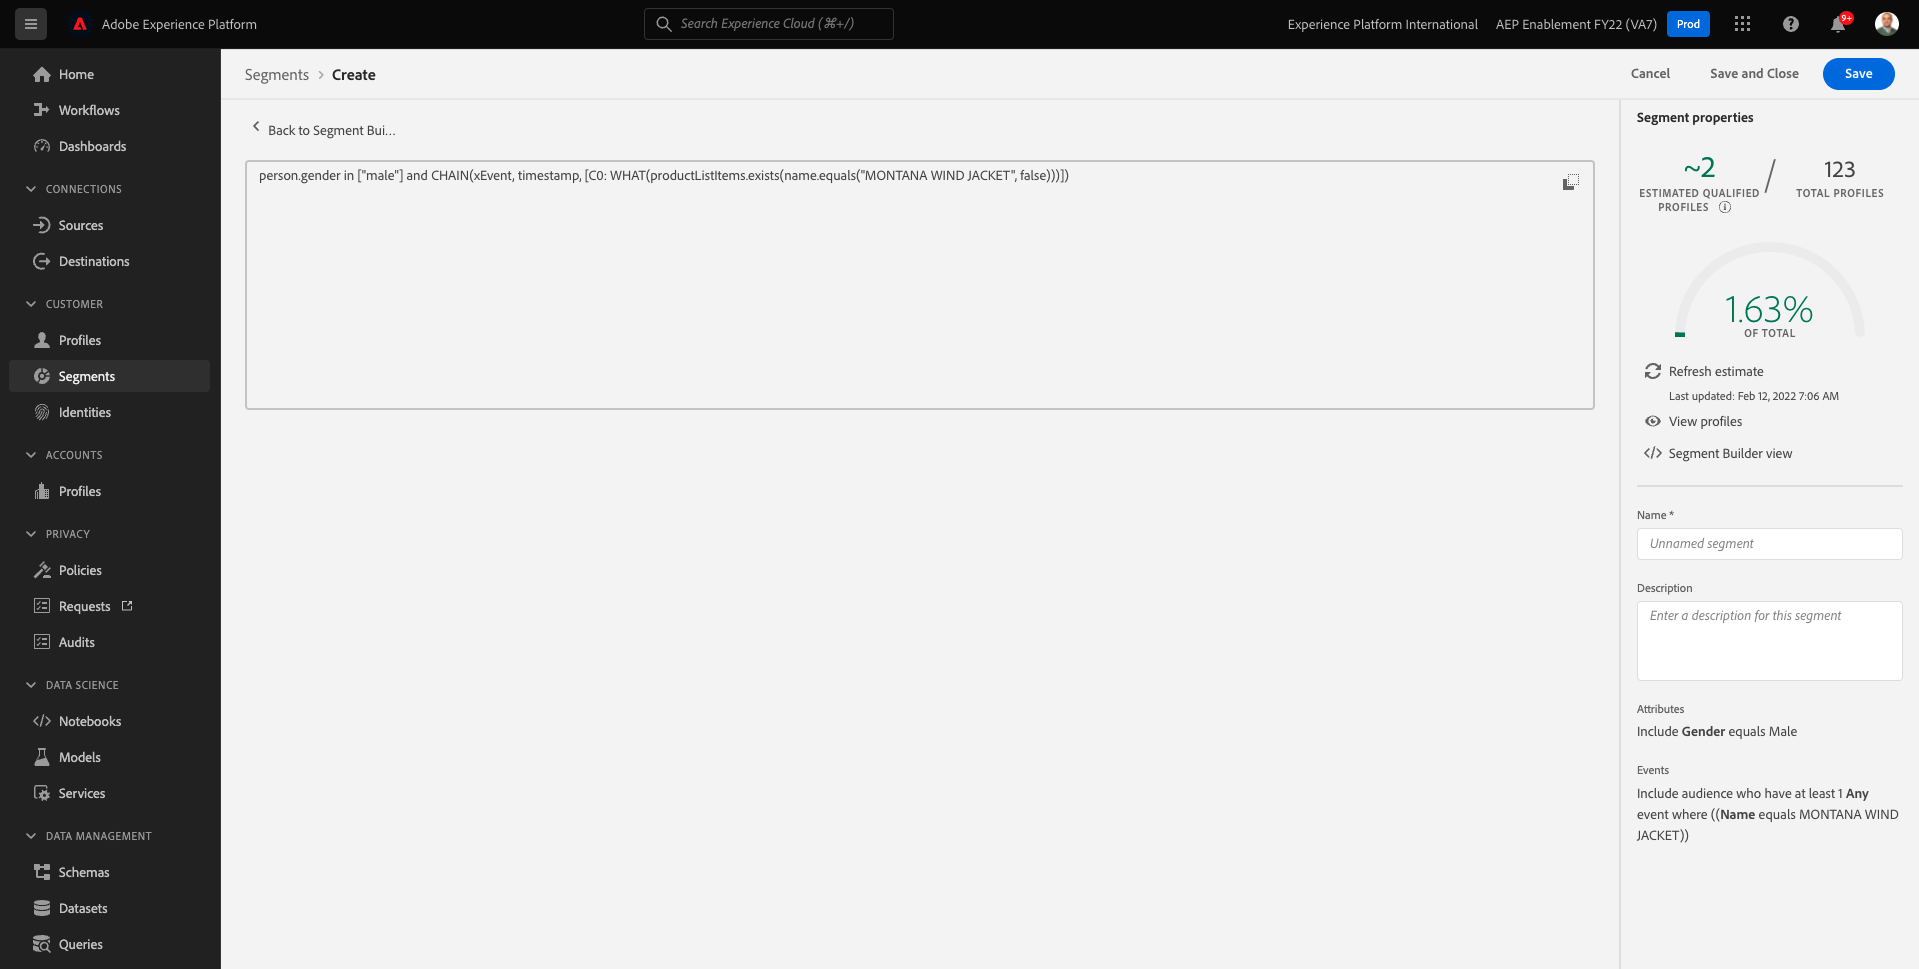 Adobe Experience Platform
Search Experience Cloud (⌘+/)
Experience Platform International
AEP Enablement FY22 (VA7)
Prod
9+
Home
Workflows
Dashboards
CONNECTIONS
Sources
Destinations
CUSTOMER
Profiles
Segments
Identities
ACCOUNTS
Profiles
PRIVACY
Policies
Requests
Audits
DATA SCIENCE
Notebooks
Models
Services
DATA MANAGEMENT
Schemas
Datasets
Queries
Segments > Create
Cancel
Save and Close
Save
Back to Segment Bui...
person.gender in ["male"] and CHAIN(xEvent, timestamp, [C0: WHAT(productListItems.exists(name.equals("MONTANA WIND JACKET", false)))])
Segment properties
~2
ESTIMATED QUALIFIED
PROFILES
/
123
TOTAL PROFILES
1.63%
OF TOTAL
Refresh estimate
Last updated: Feb 12, 2022 7:06 AM
View profiles
Segment Builder view
Name *
Unnamed segment
Description
Enter a description for this segment
Attributes
Include Gender equals Male
Events
Include audience who have at least 1 Any
event where ((Name equals MONTANA WIND
JACKET))